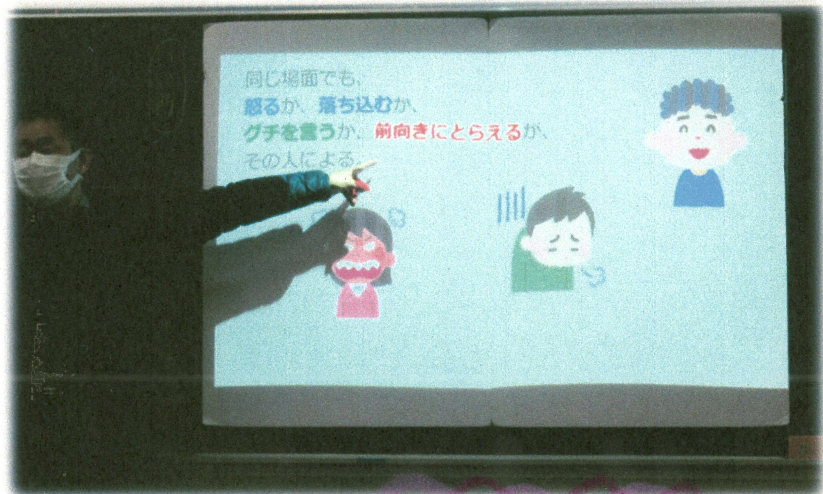 同じ場面でも、
怒るか、落ち込むか、
グチを言うか、前向きにとらえるか、
その人による。